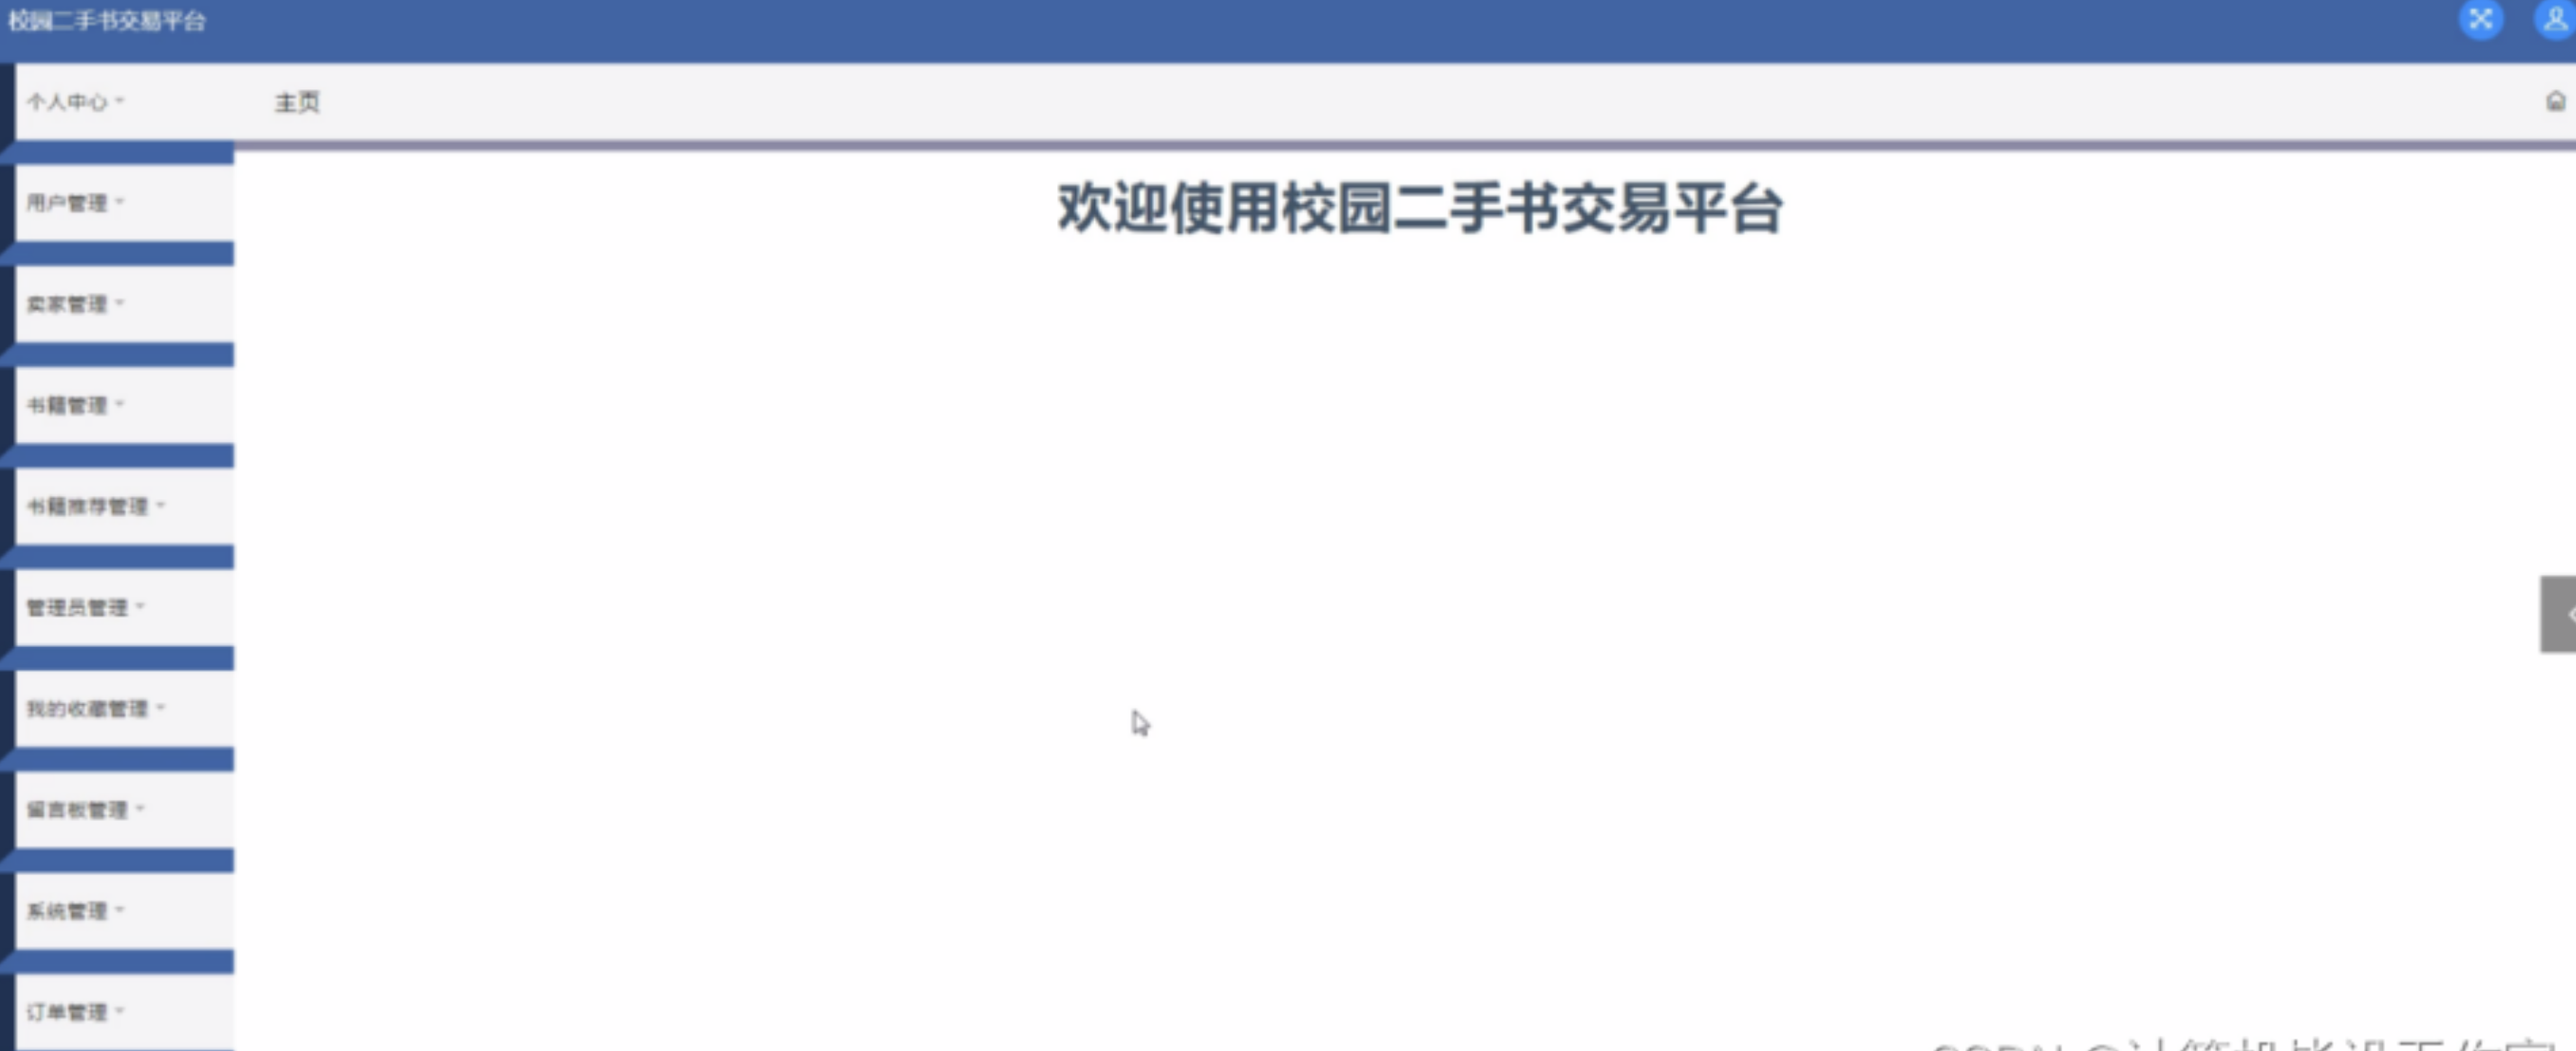 校园二手书交易平台
个人中心
主页
欢迎使用校园二手书交易平台
用户管理
卖家管理
书籍管理
书籍推荐管理
管理员管理
我的收藏管理
留言板管理
系统管理
订单管理